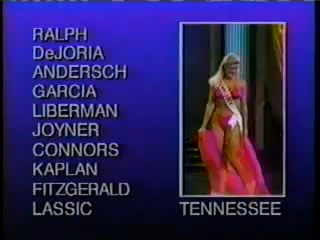 RALPH
DeJORIA
ANDERSCH
GARCIA
LIBERMAN
JOYNER
CONNORS
KAPLAN
FITZGERALD
LASSIC
TENNESSEE